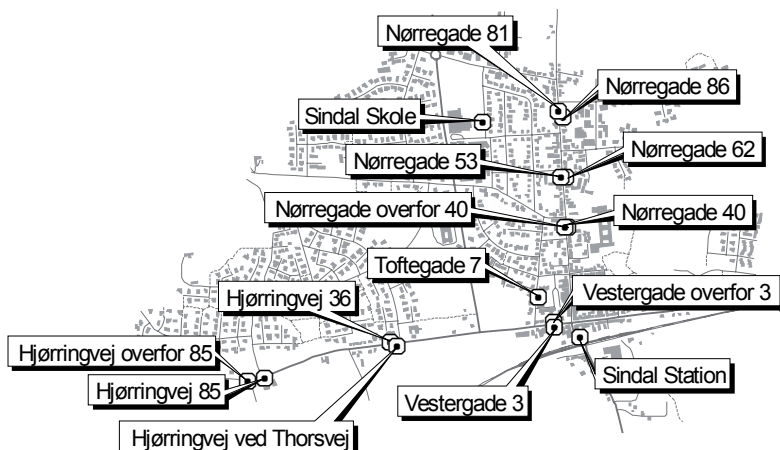 Nørregade 81
Nørregade 86
Sindal Skole
Nørregade 53
Nørregade 62
Nørregade overfor 40
Nørregade 40
Toftegade 7
Vestergade overfor 3
Hjørringvej 36
Hjørringvej overfor 85
Hjørringvej 85
Sindal Station
Vestergade 3
Hjørringvej ved Thorsvej